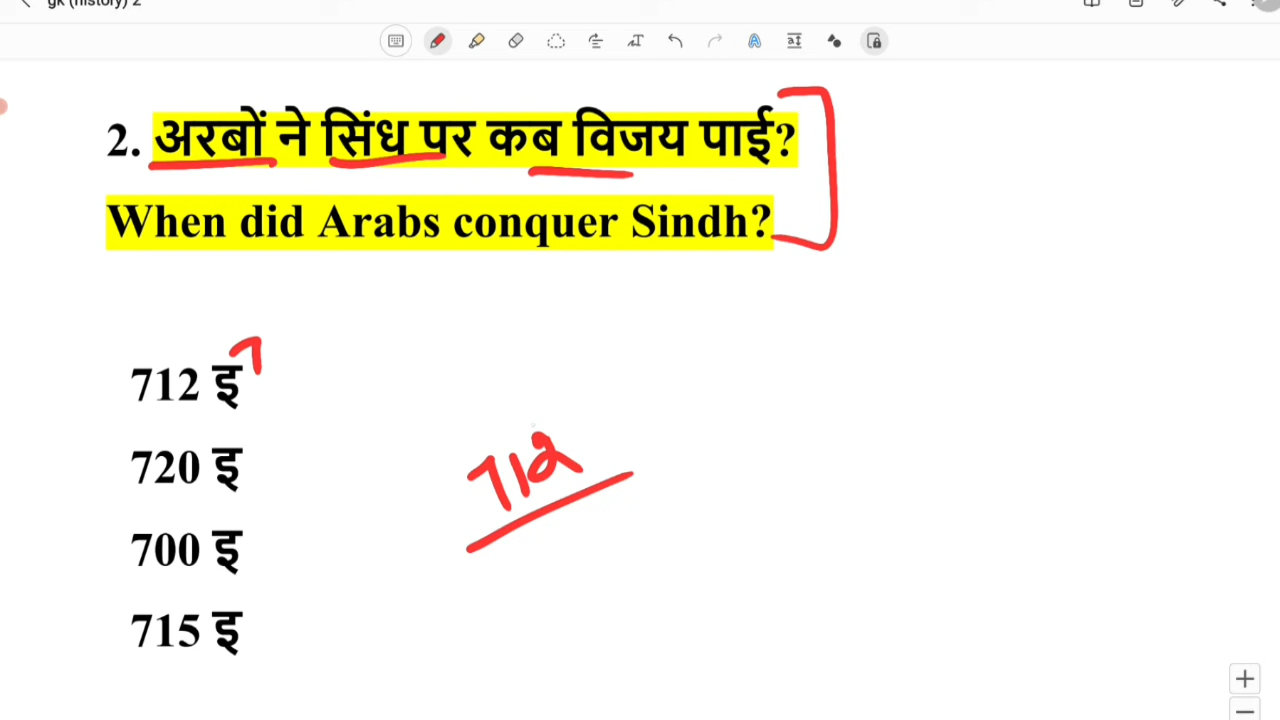 gk (history) 2
2. अरबों ने सिंध पर कब विजय पाई?
When did Arabs conquer Sindh?
712 इ
720 इ
712
700 इ
715 इ